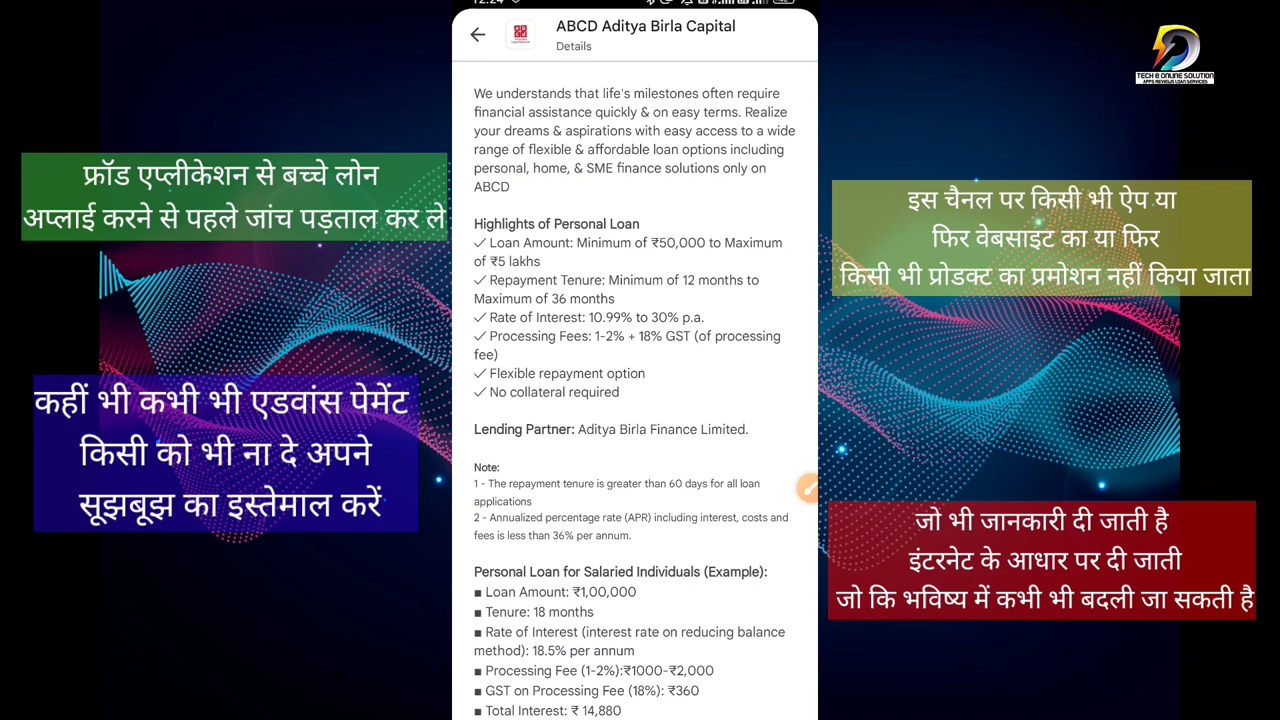 12:24
ABCD Aditya Birla Capital
Details
We understands that life's milestones often require
financial assistance quickly & on easy terms. Realize
your dreams & aspirations with easy access to a wide
range of flexible & affordable loan options including
personal, home, & SME finance solutions only on
ABCD
Highlights of Personal Loan
✓ Loan Amount: Minimum of ₹50,000 to Maximum
of ₹5 lakhs
✓ Repayment Tenure: Minimum of 12 months to
Maximum of 36 months
✓ Rate of Interest: 10.99% to 30% p.a.
✓ Processing Fees: 1-2% + 18% GST (of processing
fee)
✓ Flexible repayment option
✓ No collateral required
Lending Partner: Aditya Birla Finance Limited.
Note:
1 - The repayment tenure is greater than 60 days for all loan
applications
2 - Annualized percentage rate (APR) including interest, costs and
fees is less than 36% per annum.
Personal Loan for Salaried Individuals (Example):
■ Loan Amount: ₹1,00,000
■ Tenure: 18 months
■ Rate of Interest (interest rate on reducing balance
method): 18.5% per annum
■ Processing Fee (1-2%):₹1000-₹2,000
■ GST on Processing Fee (18%): ₹360
■ Total Interest: ₹ 14,880
फ्रॉड एप्लीकेशन से बच्चे लोन
अप्लाई करने से पहले जांच पड़ताल कर ले
कहीं भी कभी भी एडवांस पेमेंट
किसी को भी ना दे अपने
सूझबूझ का इस्तेमाल करें
TECH & ONLINE SOLUTION
APPS REVIEWS LOAN SERVICES
इस चैनल पर किसी भी ऐप या
फिर वेबसाइट का या फिर
किसी भी प्रोडक्ट का प्रमोशन नहीं किया जाता
जो भी जानकारी दी जाती है
इंटरनेट के आधार पर दी जाती
जो कि भविष्य में कभी भी बदली जा सकती है